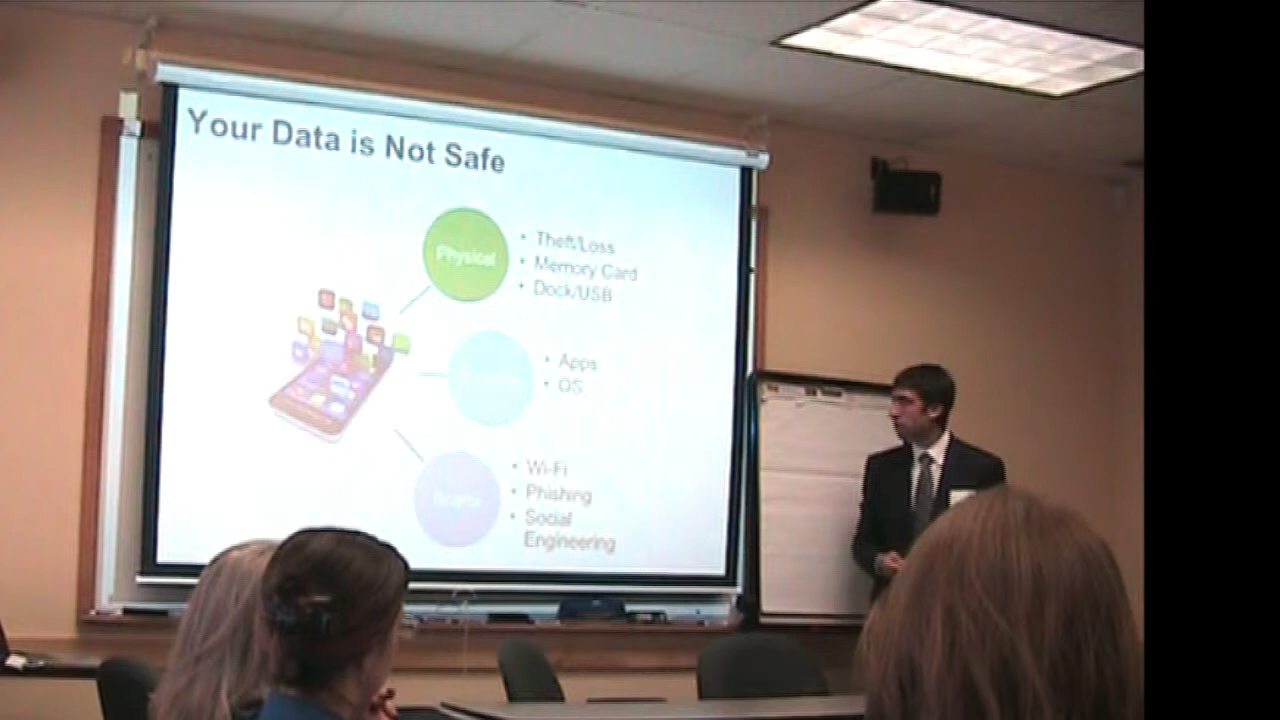 Your Data is Not Safe
Physical
• Theft/Loss
• Memory Card
• Dock/USB
• Apps
• OS
• Wi-Fi
• Phishing
• Social
Engineering